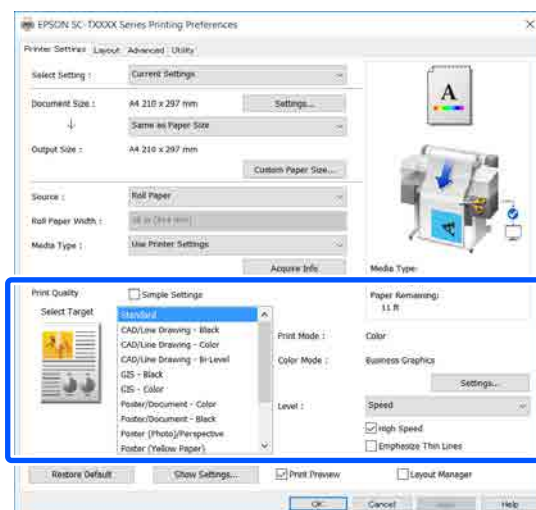 EPSON SC-TXXXX Series Printing Preferences
Printer Settings Layout Advanced Utility
Select Setting : Current Settings
Document Size : A4 210 x 297 mm Settings...
Same as Paper Size
Output Size : A4 210 x 297 mm
Custom Paper Size...
Source : Roll Paper
Roll Paper Width :
Media Type : Use Printer Settings
Acquire Info
A
Media Type:
Print Quality Simple Settings
Paper Remaining:
11 ft
Select Target
Standard
CAD/Line Drawing - Black
CAD/Line Drawing - Color
CAD/Line Drawing - Bi-Level
GIS - Black
GIS - Color
Poster/Document - Color
Poster/Document - Black
Poster (Photo)/Perspective
Poster (Yellow Paper)
Print Mode : Color
Color Mode : Business Graphics
Settings...
Level : Speed
High Speed
Emphasize Thin Lines
Restore Default Show Settings... Print Preview Layout Manager
OK Cancel Help